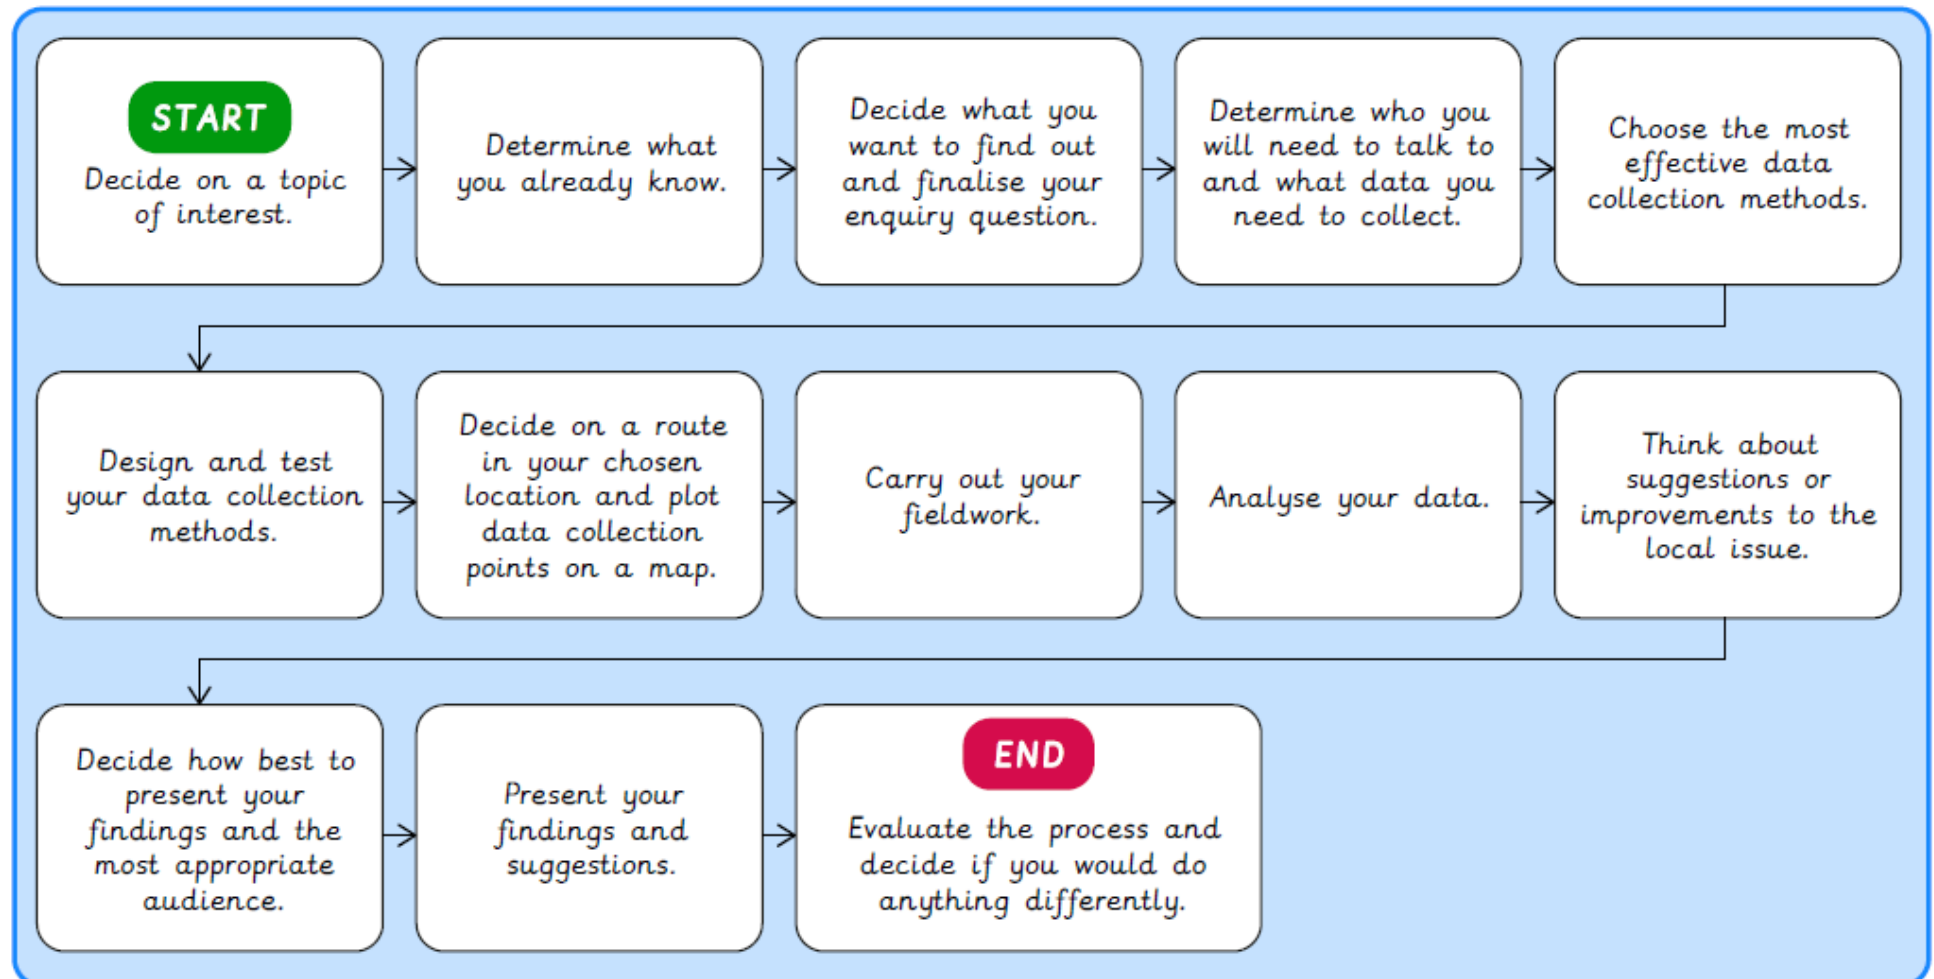 START
Decide on a topic
of interest.
Determine what
you already know.
Decide what you
want to find out
and finalise your
enquiry question.
Determine who you
will need to talk to
and what data you
need to collect.
Choose the most
effective data
collection methods.
Design and test
your data collection
methods.
Decide on a route
in your chosen
location and plot
data collection
points on a map.
Carry out your
fieldwork.
Analyse your data.
Think about
suggestions or
improvements to the
local issue.
Decide how best to
present your
findings and the
most appropriate
audience.
Present your
findings and
suggestions.
END
Evaluate the process and
decide if you would do
anything differently.